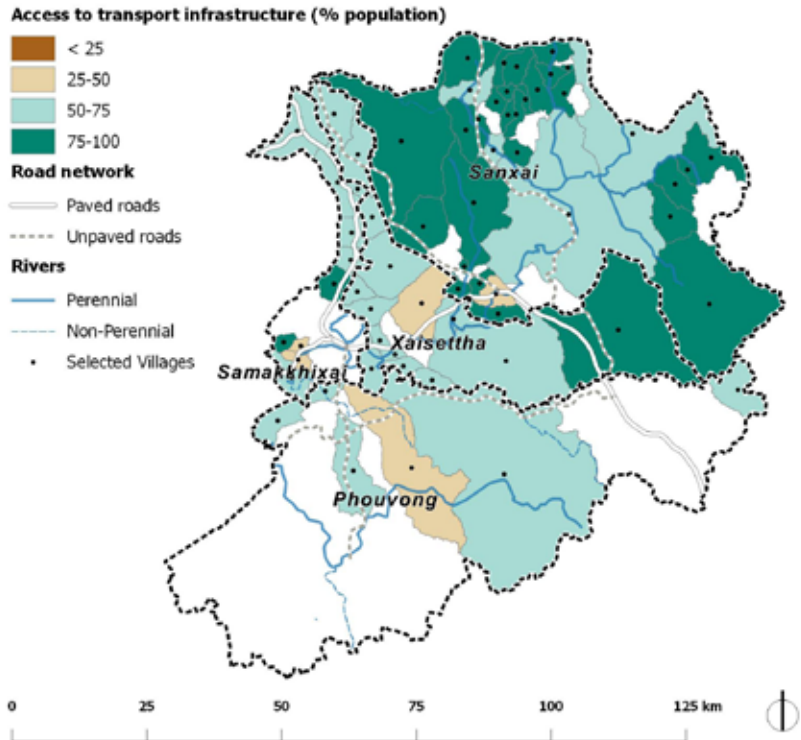 Access to transport infrastructure (% population)
< 25
25-50
50-75
75-100
Road network
Paved roads
Unpaved roads
Rivers
Perennial
Non-Perennial
Selected Villages
Sanxai
Xaisettha
Samakkhixai
Phouvong
0 25 50 75 100 125 km